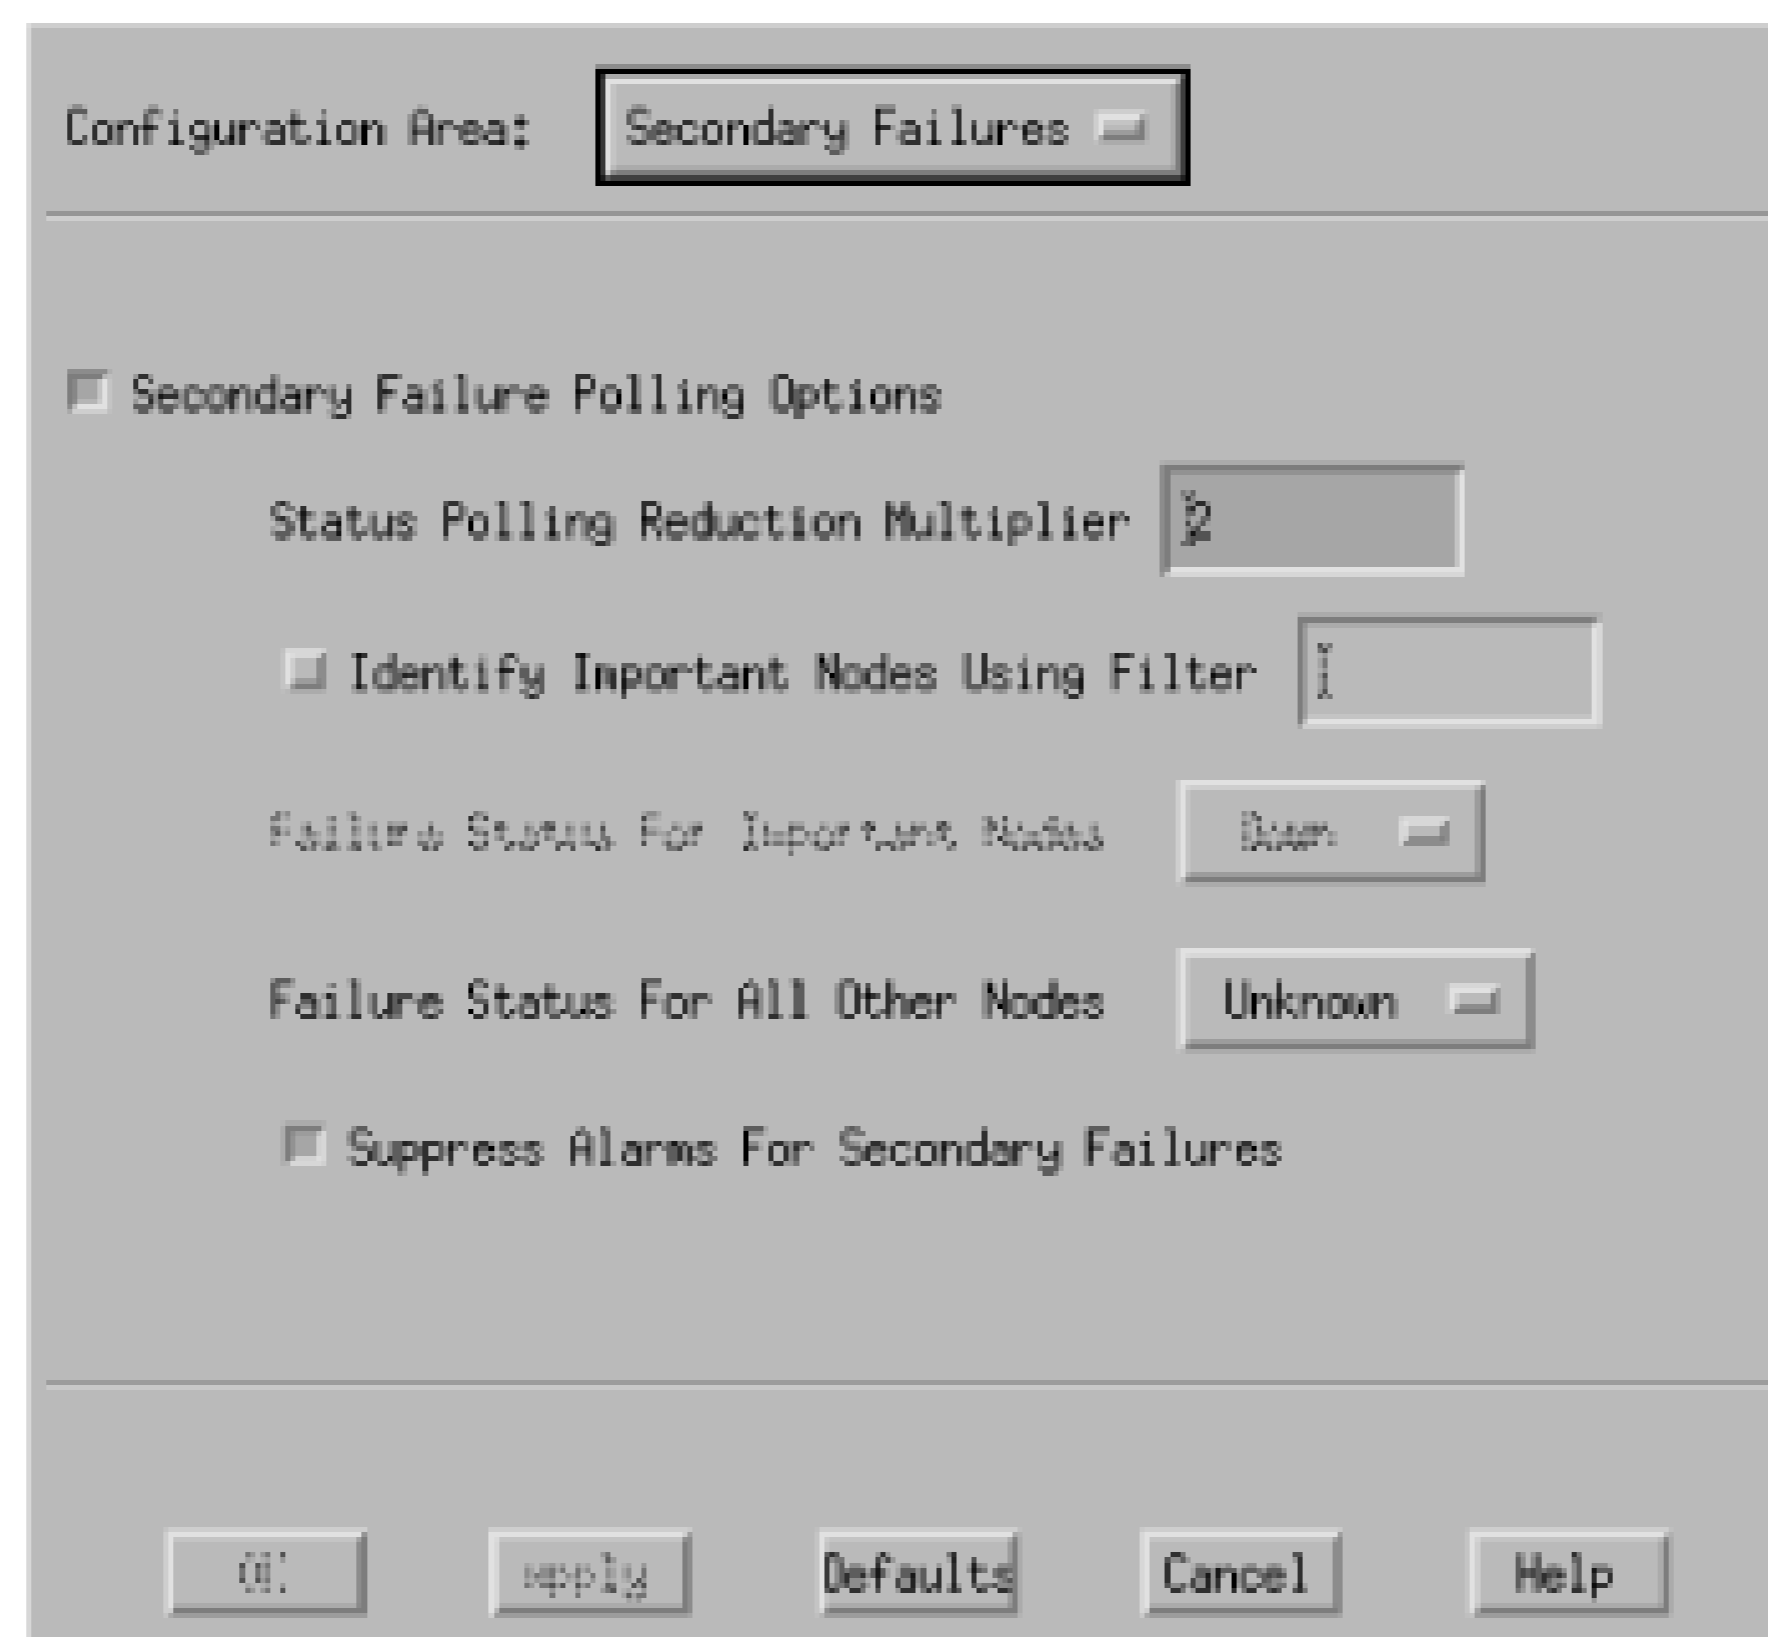 Configuration Area: Secondary Failures
Secondary Failure Polling Options
Status Polling Reduction Multiplier 2
Identify Important Nodes Using Filter
Failure Status For Important Nodes Down
Failure Status For All Other Nodes Unknown
Suppress Alarms For Secondary Failures
OK Apply Defaults Cancel Help